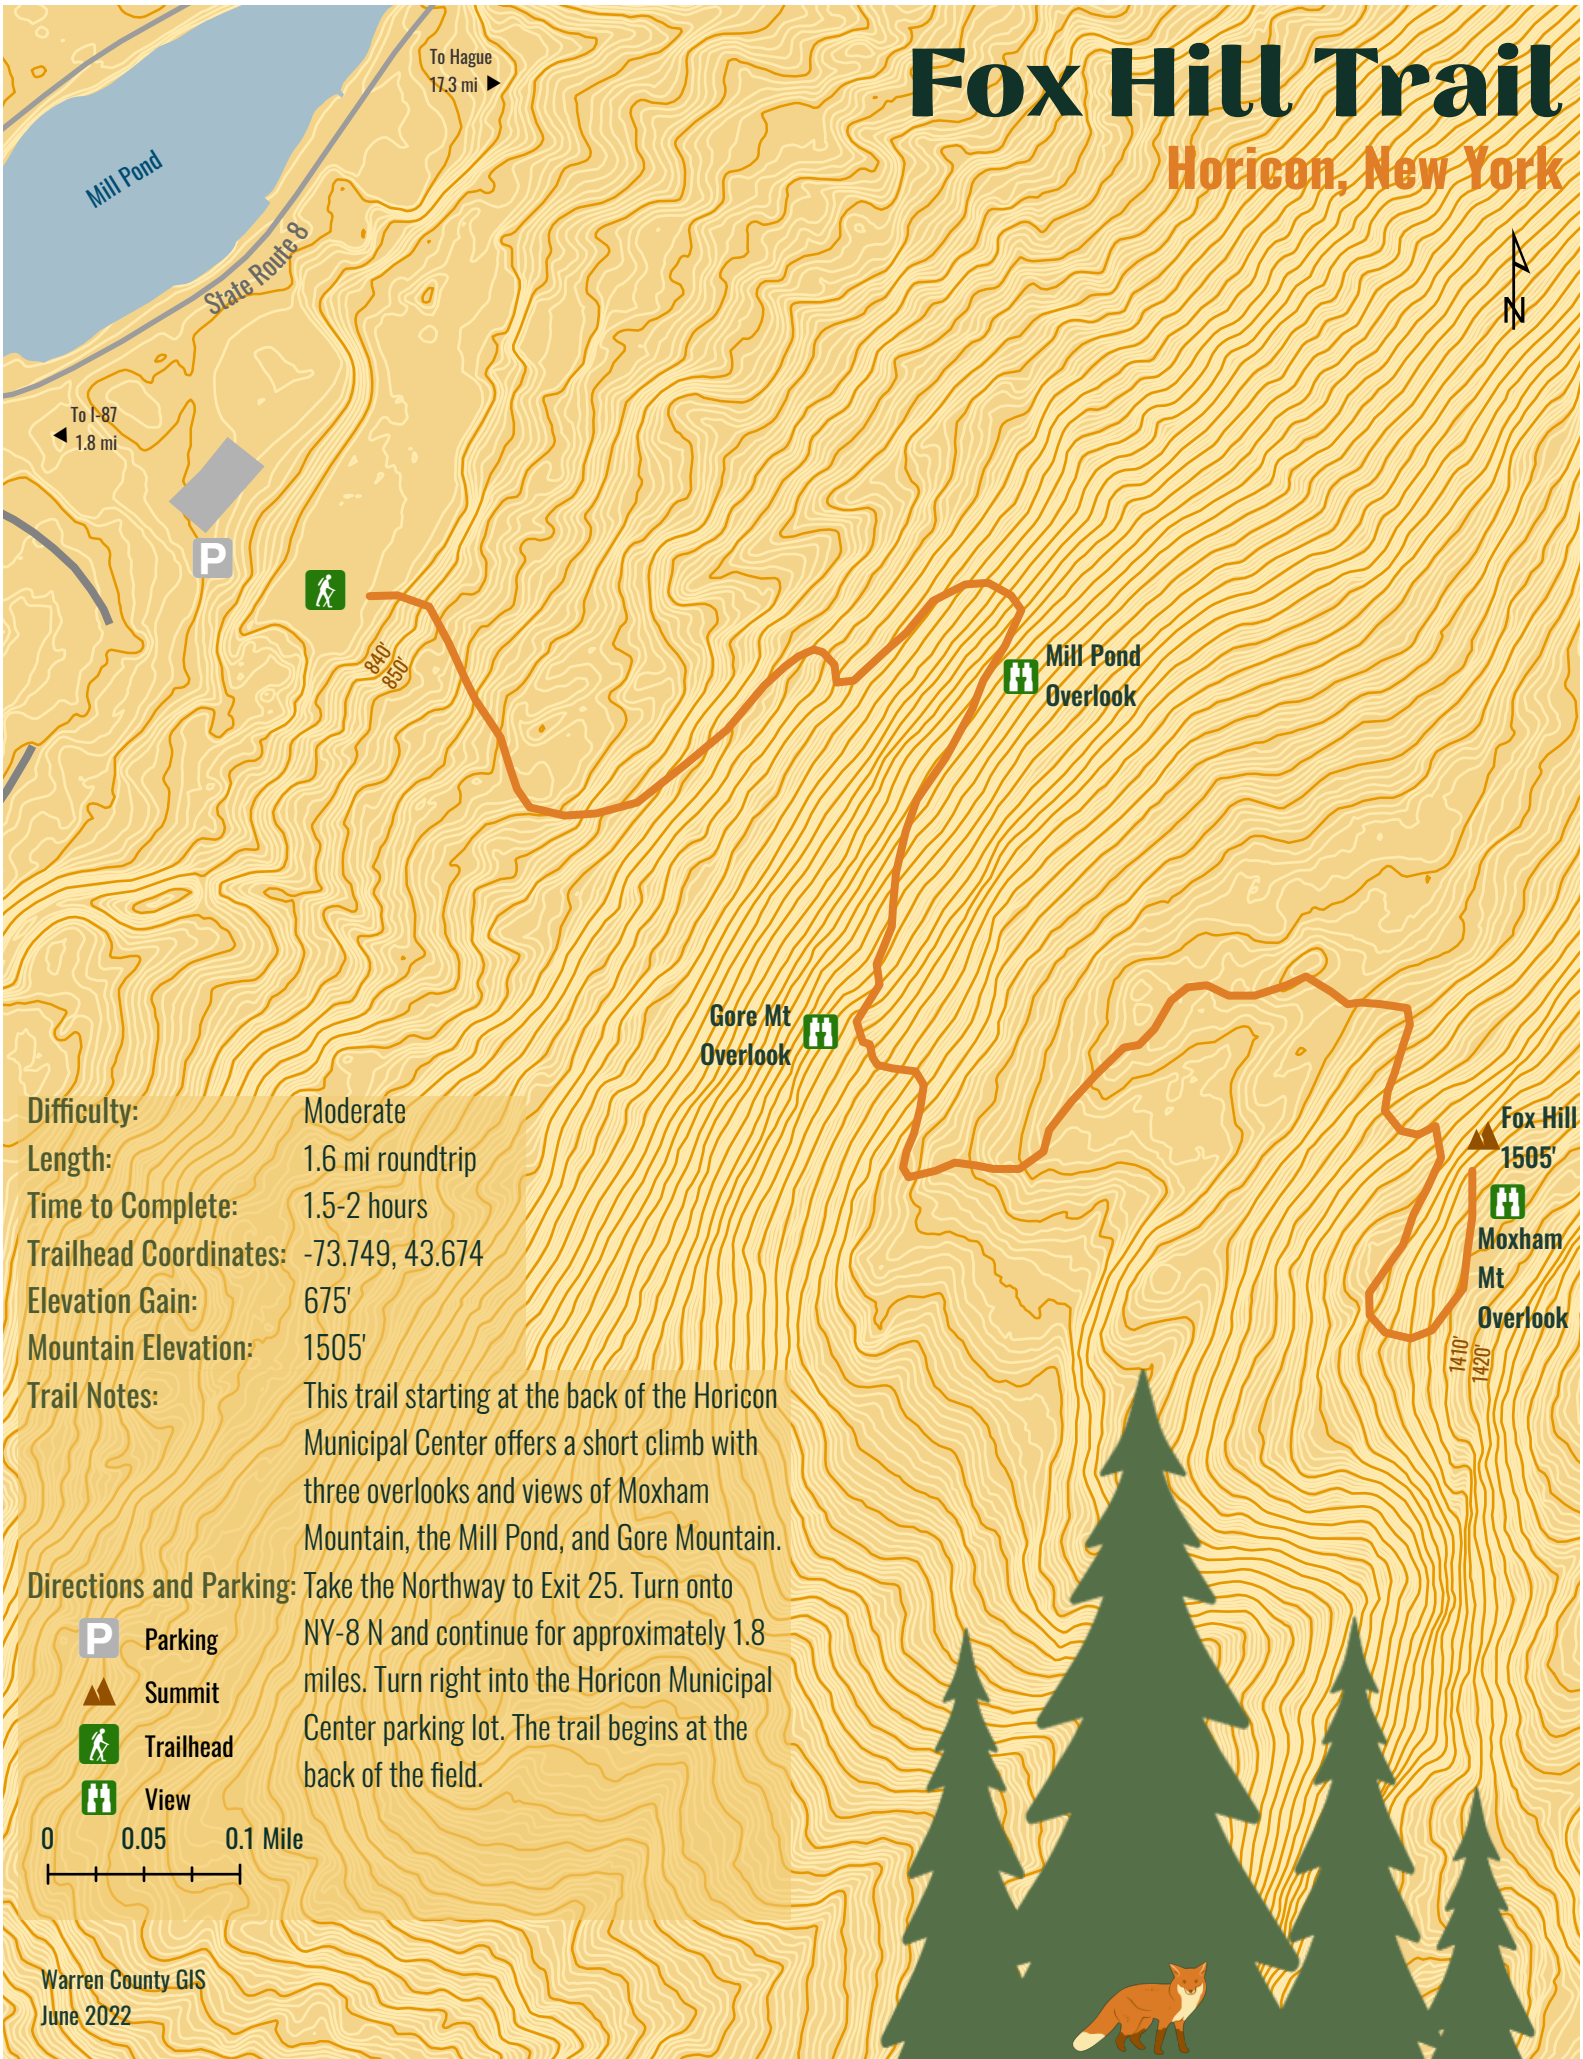 Fox Hill Trail
Horicon, New York
To Hague
17.3 mi
Mill Pond
State Route 8
N
To I-87
1.8 mi
P
840'
850'
Mill Pond
Overlook
Gore Mt
Overlook
Fox Hill
1505'
Moxham
Mt
Overlook
1410'
1420'
Difficulty: Moderate
Length: 1.6 mi roundtrip
Time to Complete: 1.5-2 hours
Trailhead Coordinates: -73.749, 43.674
Elevation Gain: 675'
Mountain Elevation: 1505'
Trail Notes: This trail starting at the back of the Horicon
Municipal Center offers a short climb with
three overlooks and views of Moxham
Mountain, the Mill Pond, and Gore Mountain.
Directions and Parking: Take the Northway to Exit 25. Turn onto
NY-8 N and continue for approximately 1.8
miles. Turn right into the Horicon Municipal
Center parking lot. The trail begins at the
back of the field.
P Parking
Summit
Trailhead
View
0 0.05 0.1 Mile
Warren County GIS
June 2022